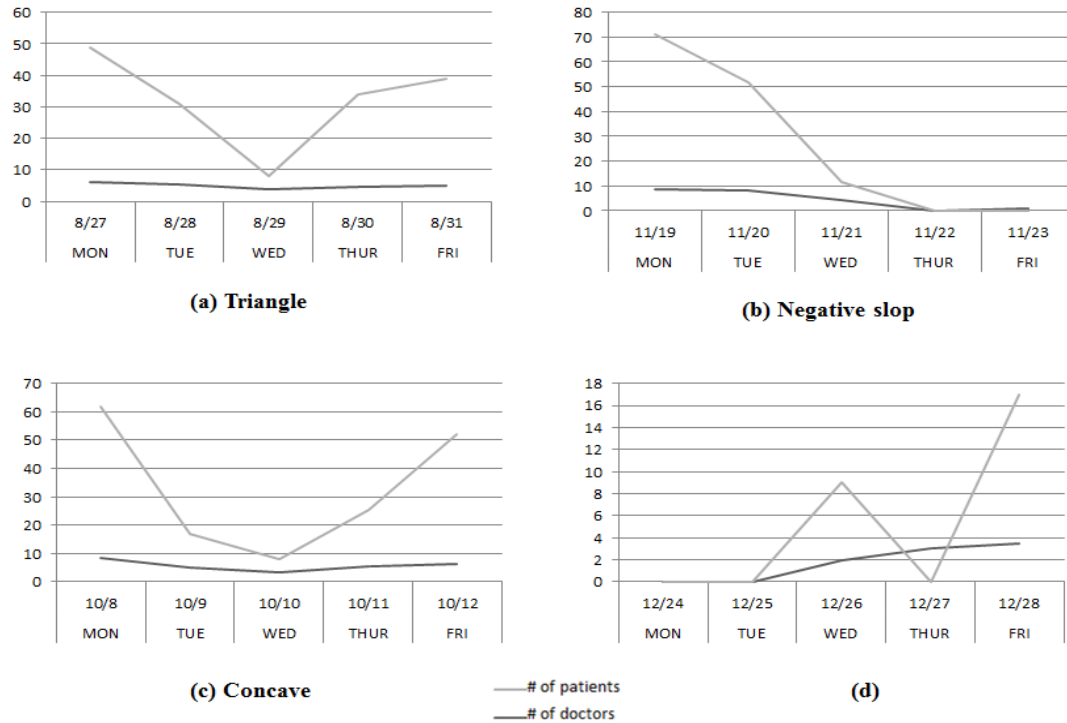 60
50
40
30
20
10
0
8/27 8/28 8/29 8/30 8/31
MON TUE WED THUR FRI
(a) Triangle
80
70
60
50
40
30
20
10
0
11/19 11/20 11/21 11/22 11/23
MON TUE WED THUR FRI
(b) Negative slop
70
60
50
40
30
20
10
0
10/8 10/9 10/10 10/11 10/12
MON TUE WED THUR FRI
(c) Concave
18
16
14
12
10
8
6
4
2
0
12/24 12/25 12/26 12/27 12/28
MON TUE WED THUR FRI
(d)
# of patients
# of doctors